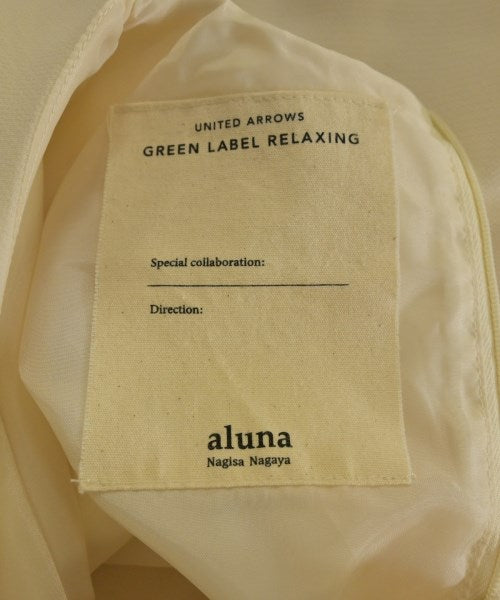 UNITED ARROWS
GREEN LABEL RELAXING
Special collaboration:
Direction:
aluna
Nagisa Nagaya